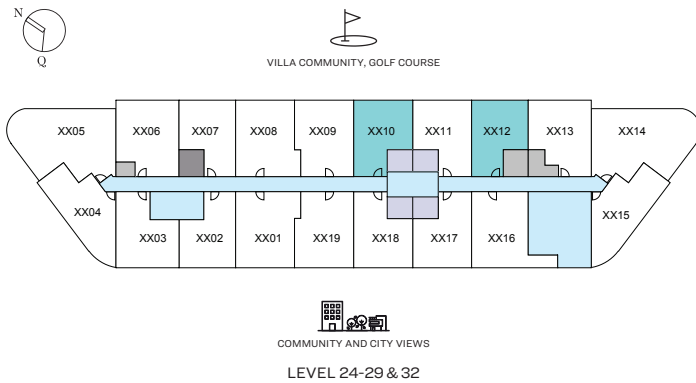 N
Q
VILLA COMMUNITY, GOLF COURSE
XX05 XX06 XX07 XX08 XX09 XX10 XX11 XX12 XX13 XX14
XX04 XX03 XX02 XX01 XX19 XX18 XX17 XX16 XX15
COMMUNITY AND CITY VIEWS
LEVEL 24-29 & 32